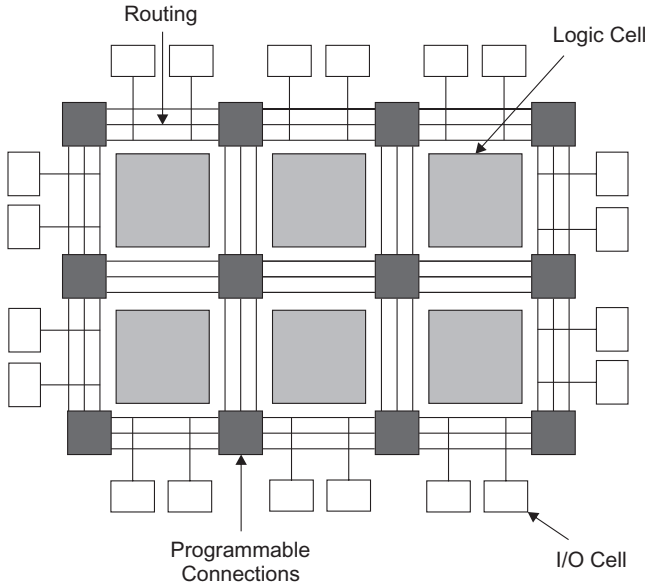 Routing
Logic Cell
Programmable
Connections
I/O Cell